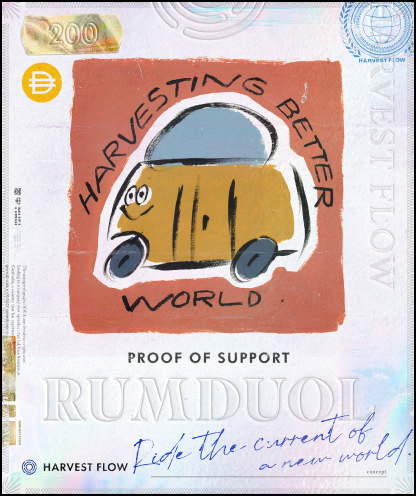 200
HARVEST FLOW
HARVESTING BETTER
WORLD.
HARVEST FLOW
PROOF OF SUPPORT
RUMDUOL
Ride the current of
a new world.
HARVEST FLOW
concept